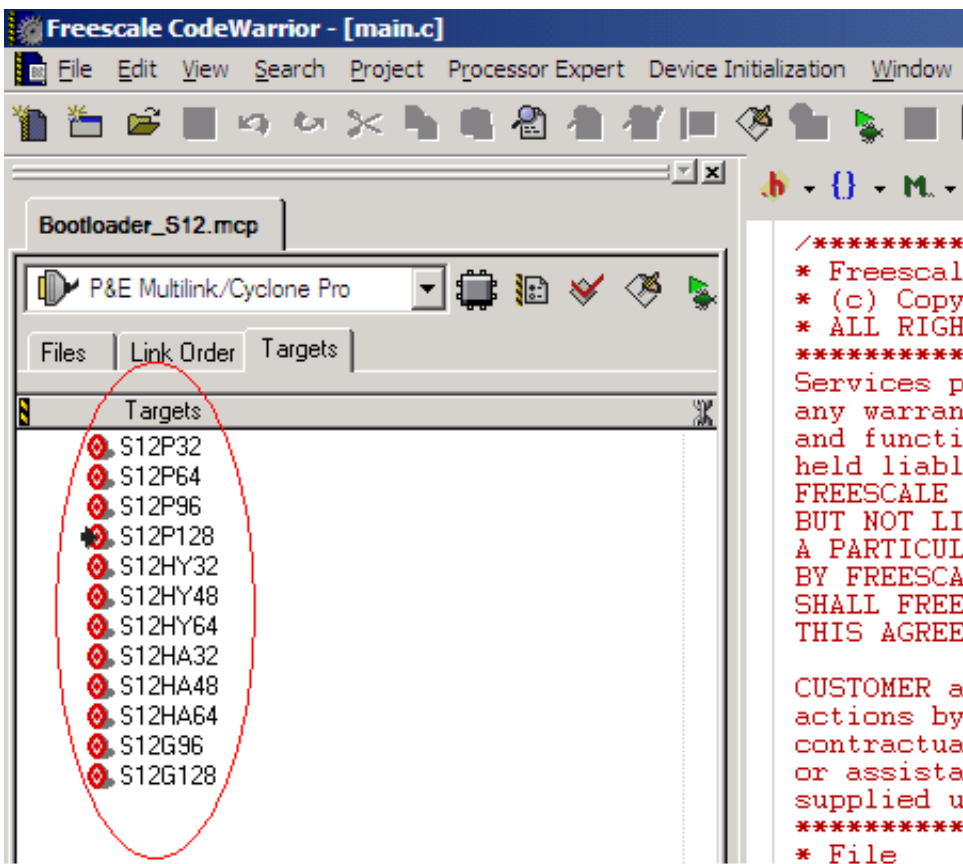 Freescale CodeWarrior - [main.c]
File Edit View Search Project Processor Expert Device Initialization Window
Bootloader_S12.mcp
P&E Multilink/Cyclone Pro
Files Link Order Targets
Targets
S12P32
S12P64
S12P96
S12P128
S12HY32
S12HY48
S12HY64
S12HA32
S12HA48
S12HA64
S12G96
S12G128
.h {} M..
/*********
* Freescal
* (c) Copy
* ALL RIGH
**********
Services p
any warran
and functi
held liabl
FREESCALE
BUT NOT LI
A PARTICUL
BY FREESCA
SHALL FREE
THIS AGREE
CUSTOMER a
actions by
contractua
or assista
supplied u
**********
* File